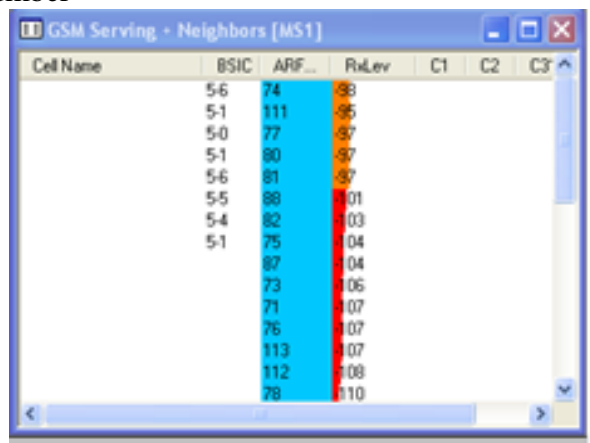 GSM Serving + Neighbors [MS1]
Cell Name BSIC ARF... RxLev C1 C2 C3
5-6 74 -98
5-1 111 -95
5-0 77 -97
5-1 80 -97
5-6 81 -97
5-5 88 -101
5-4 82 -103
5-1 75 -104
87 -104
73 -106
71 -107
76 -107
113 -107
112 -108
78 -110